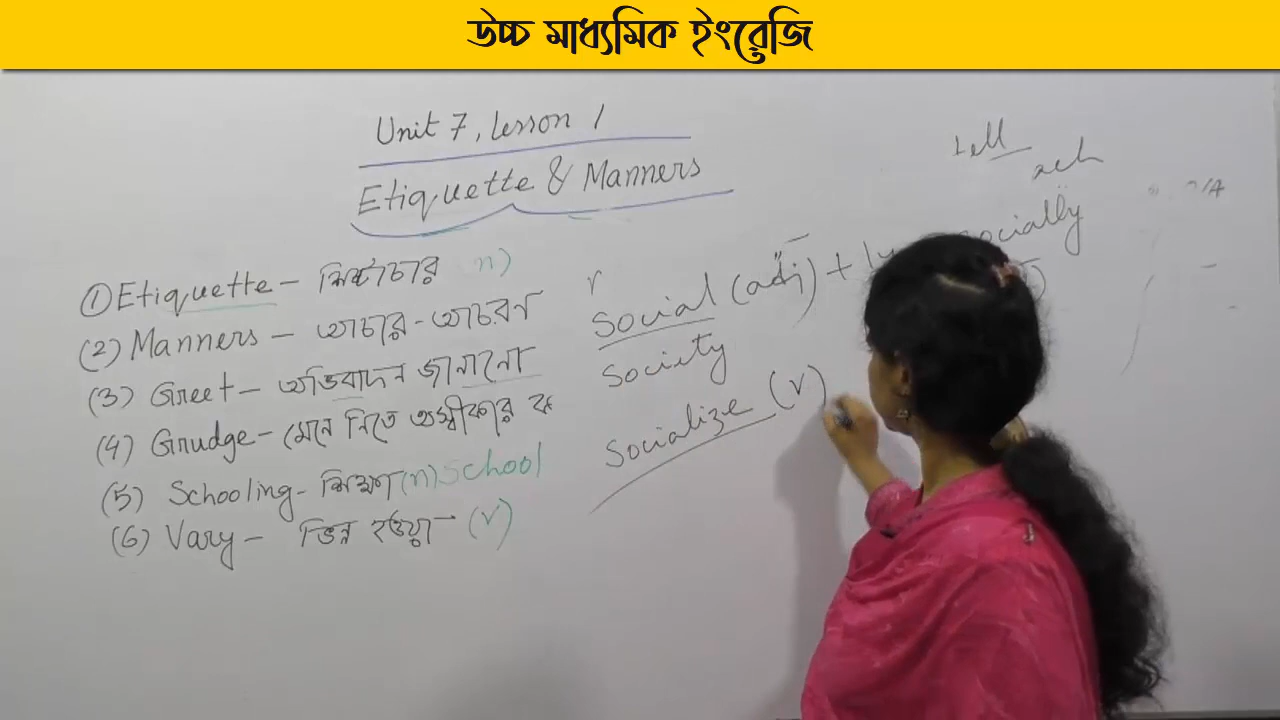 উচ্চ মাধ্যমিক ইংরেজি
Unit 7, Lesson 1
Etiquette & Manners
① Etiquette – শিষ্টাচার n)
(2) Manners – আচার-আচরণ
(3) Greet – অভিবাদন জানানো
(4) Grudge – মেনে নিতে অস্বীকার ক
(5) Schooling – শিক্ষা (n) School
(6) Vary – ভিন্ন হওয়া – (v)
Social (adj) + ly socially
Society
Socialize (v)